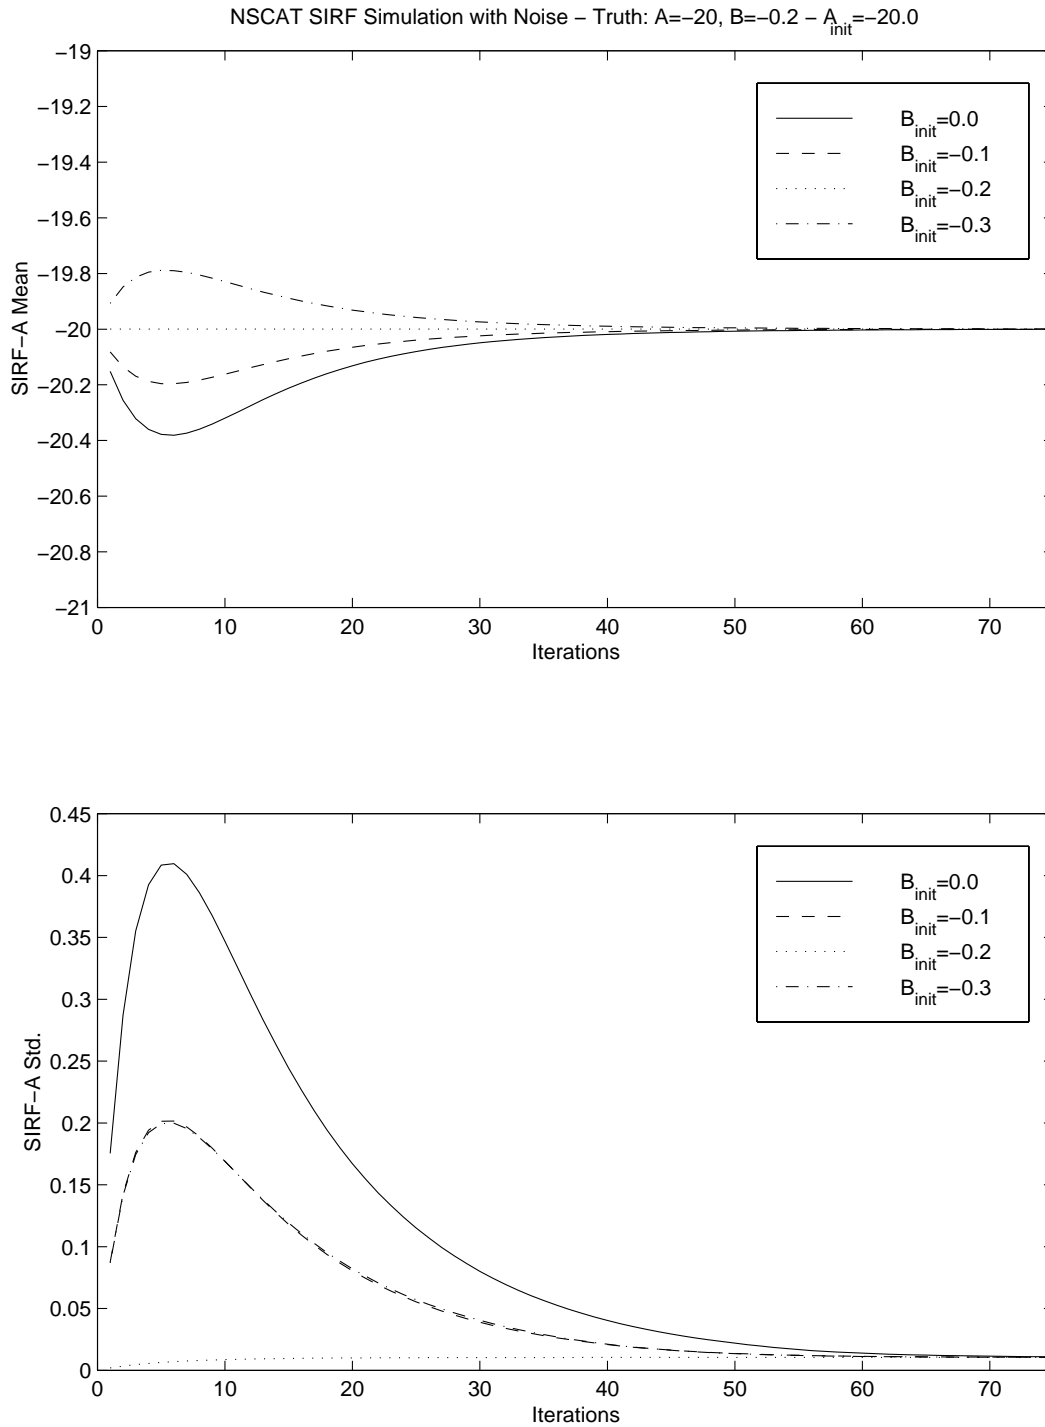 NSCAT SIRF Simulation with Noise − Truth: A=−20, B=−0.2 − A_init=−20.0
−19
−19.2
−19.4
−19.6
−19.8
−20
−20.2
−20.4
−20.6
−20.8
−21
SIRF−A Mean
B_init=0.0
B_init=−0.1
B_init=−0.2
B_init=−0.3
0 10 20 30 40 50 60 70
Iterations
0.45
0.4
0.35
0.3
0.25
0.2
0.15
0.1
0.05
0
SIRF−A Std.
B_init=0.0
B_init=−0.1
B_init=−0.2
B_init=−0.3
0 10 20 30 40 50 60 70
Iterations